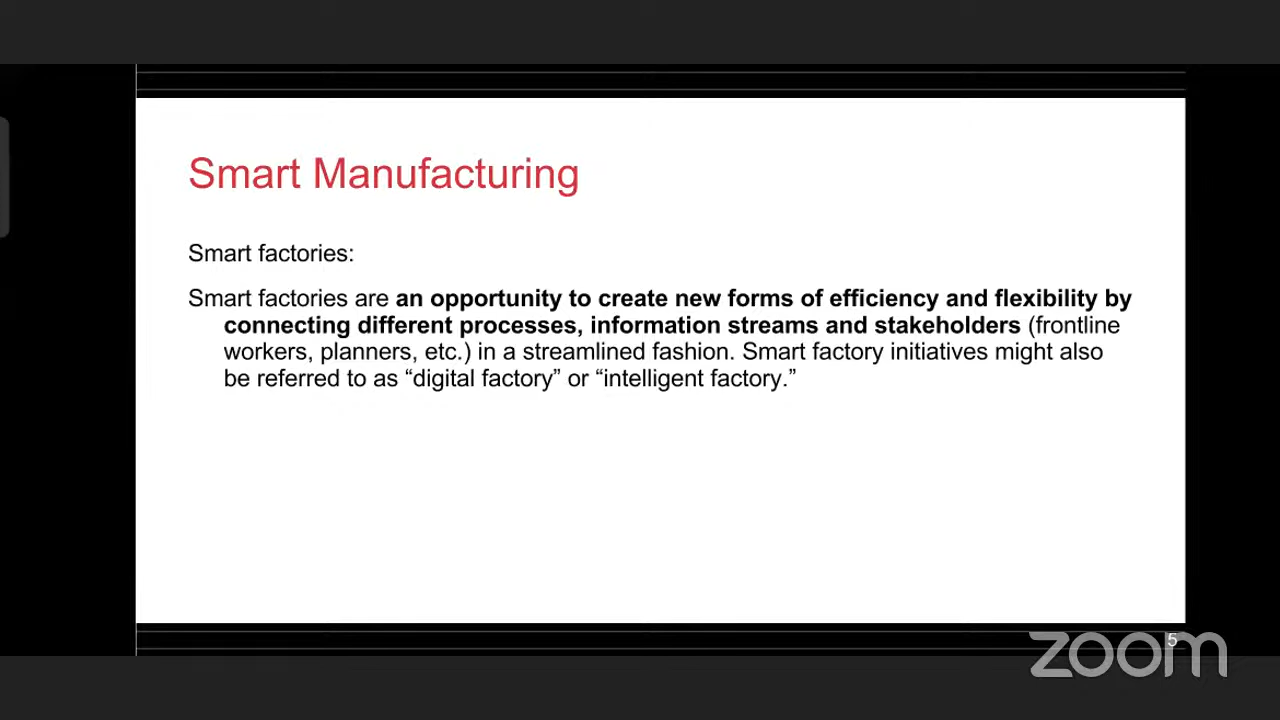 Smart Manufacturing
Smart factories:
Smart factories are an opportunity to create new forms of efficiency and flexibility by
connecting different processes, information streams and stakeholders (frontline
workers, planners, etc.) in a streamlined fashion. Smart factory initiatives might also
be referred to as “digital factory” or “intelligent factory.”
5
zoom